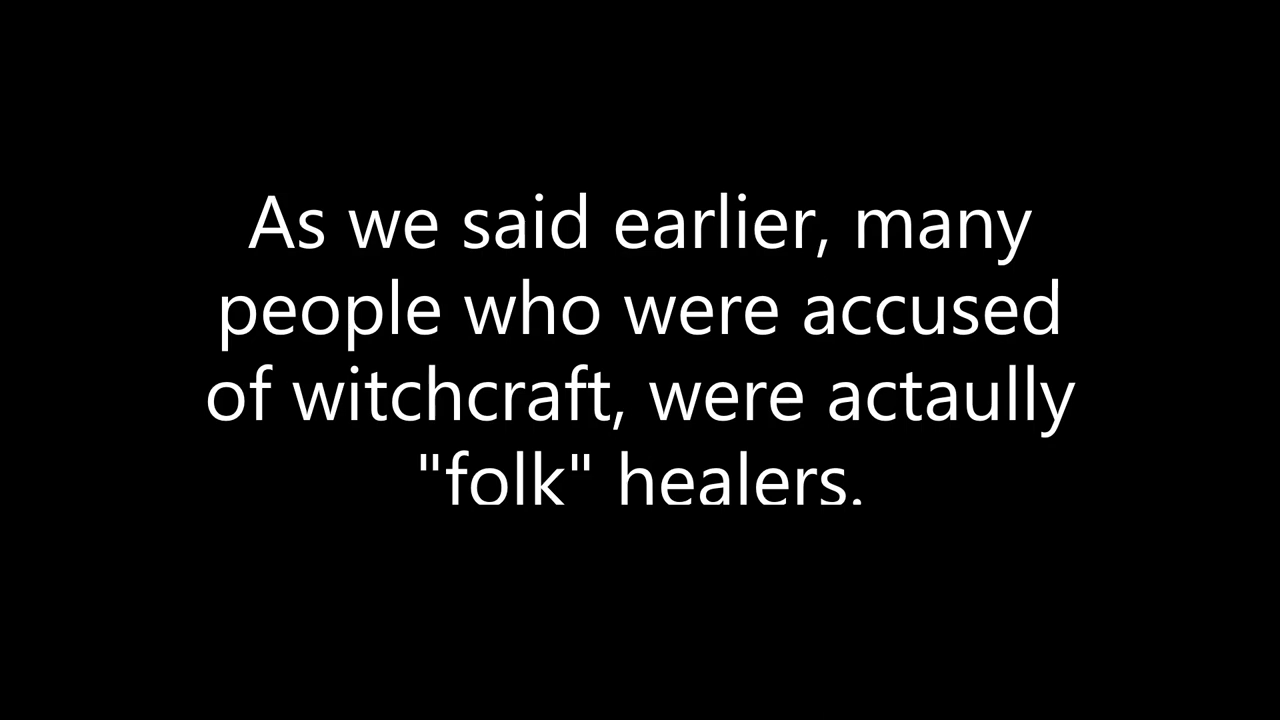 As we said earlier, many
people who were accused
of witchcraft, were actaully
"folk" healers.